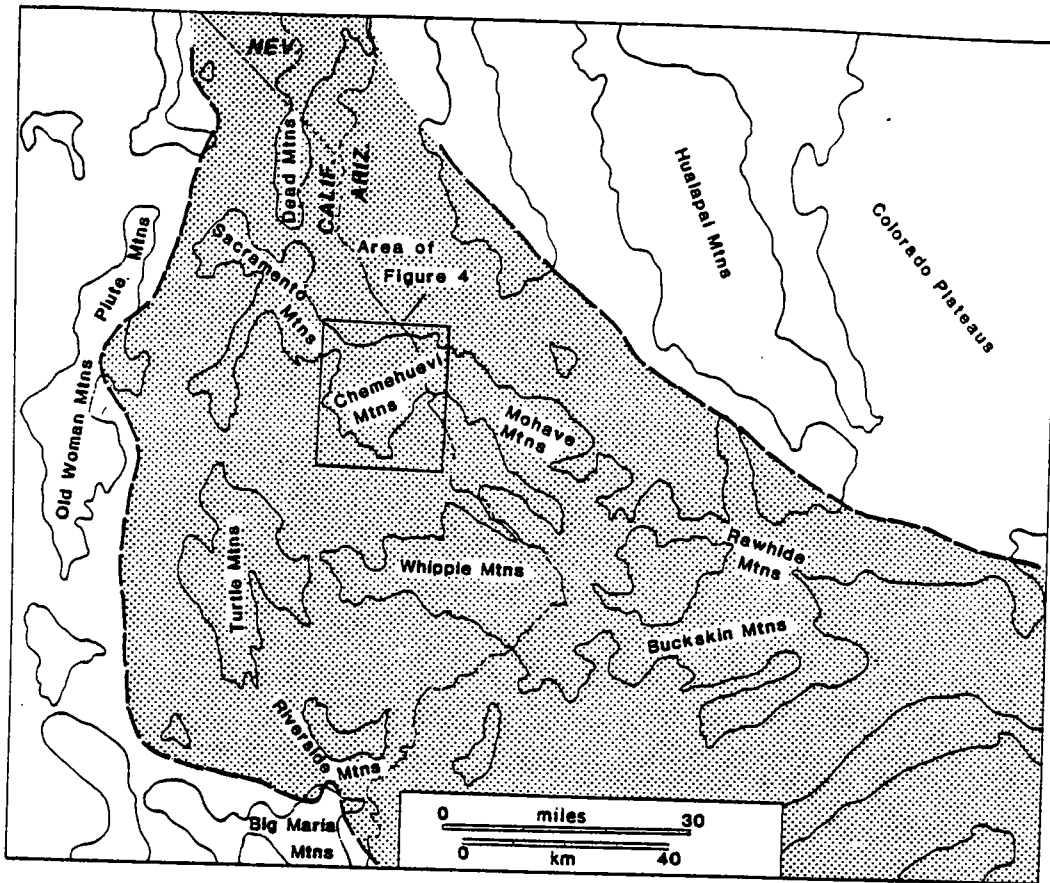 NEV.
Dead Mtns
CALIF.
ARIZ.
Hualapai Mtns
Colorado Plateaus
Piute Mtns
Sacramento
Mtns
Area of
Figure 4
Old Woman Mtns
Chemehuevi
Mtns
Mohave
Mtns
Turtle Mtns
Whipple Mtns
Rawhide
Mtns
Buckskin Mtns
Riverside Mtns
Big Maria
Mtns
0 miles 30
0 km 40